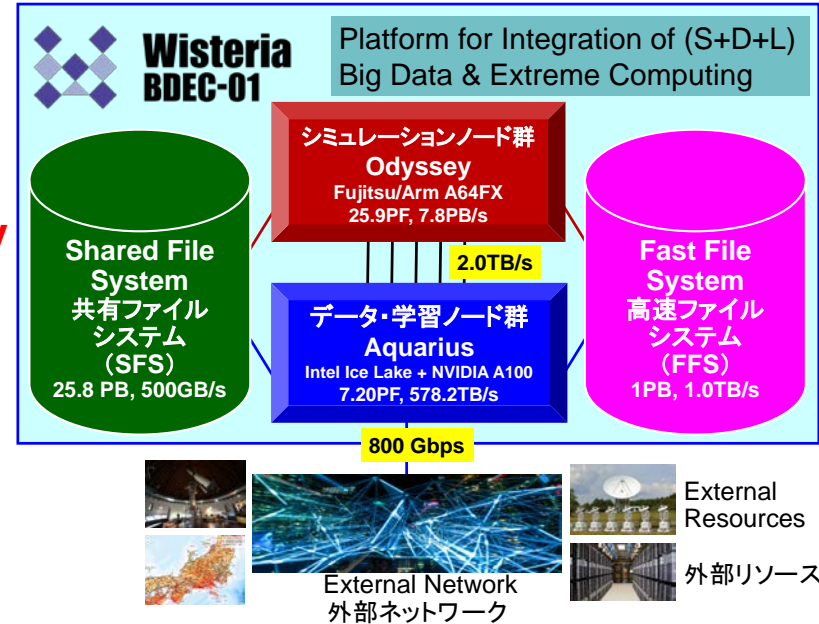 Wisteria
BDEC-01
Platform for Integration of (S+D+L)
Big Data & Extreme Computing
シミュレーションノード群
Odyssey
Fujitsu/Arm A64FX
25.9PF, 7.8PB/s
Shared File
System
共有ファイル
システム
(SFS)
25.8 PB, 500GB/s
2.0TB/s
Fast File
System
高速ファイル
システム
(FFS)
1PB, 1.0TB/s
データ・学習ノード群
Aquarius
Intel Ice Lake + NVIDIA A100
7.20PF, 578.2TB/s
800 Gbps
External Network
外部ネットワーク
External
Resources
外部リソース